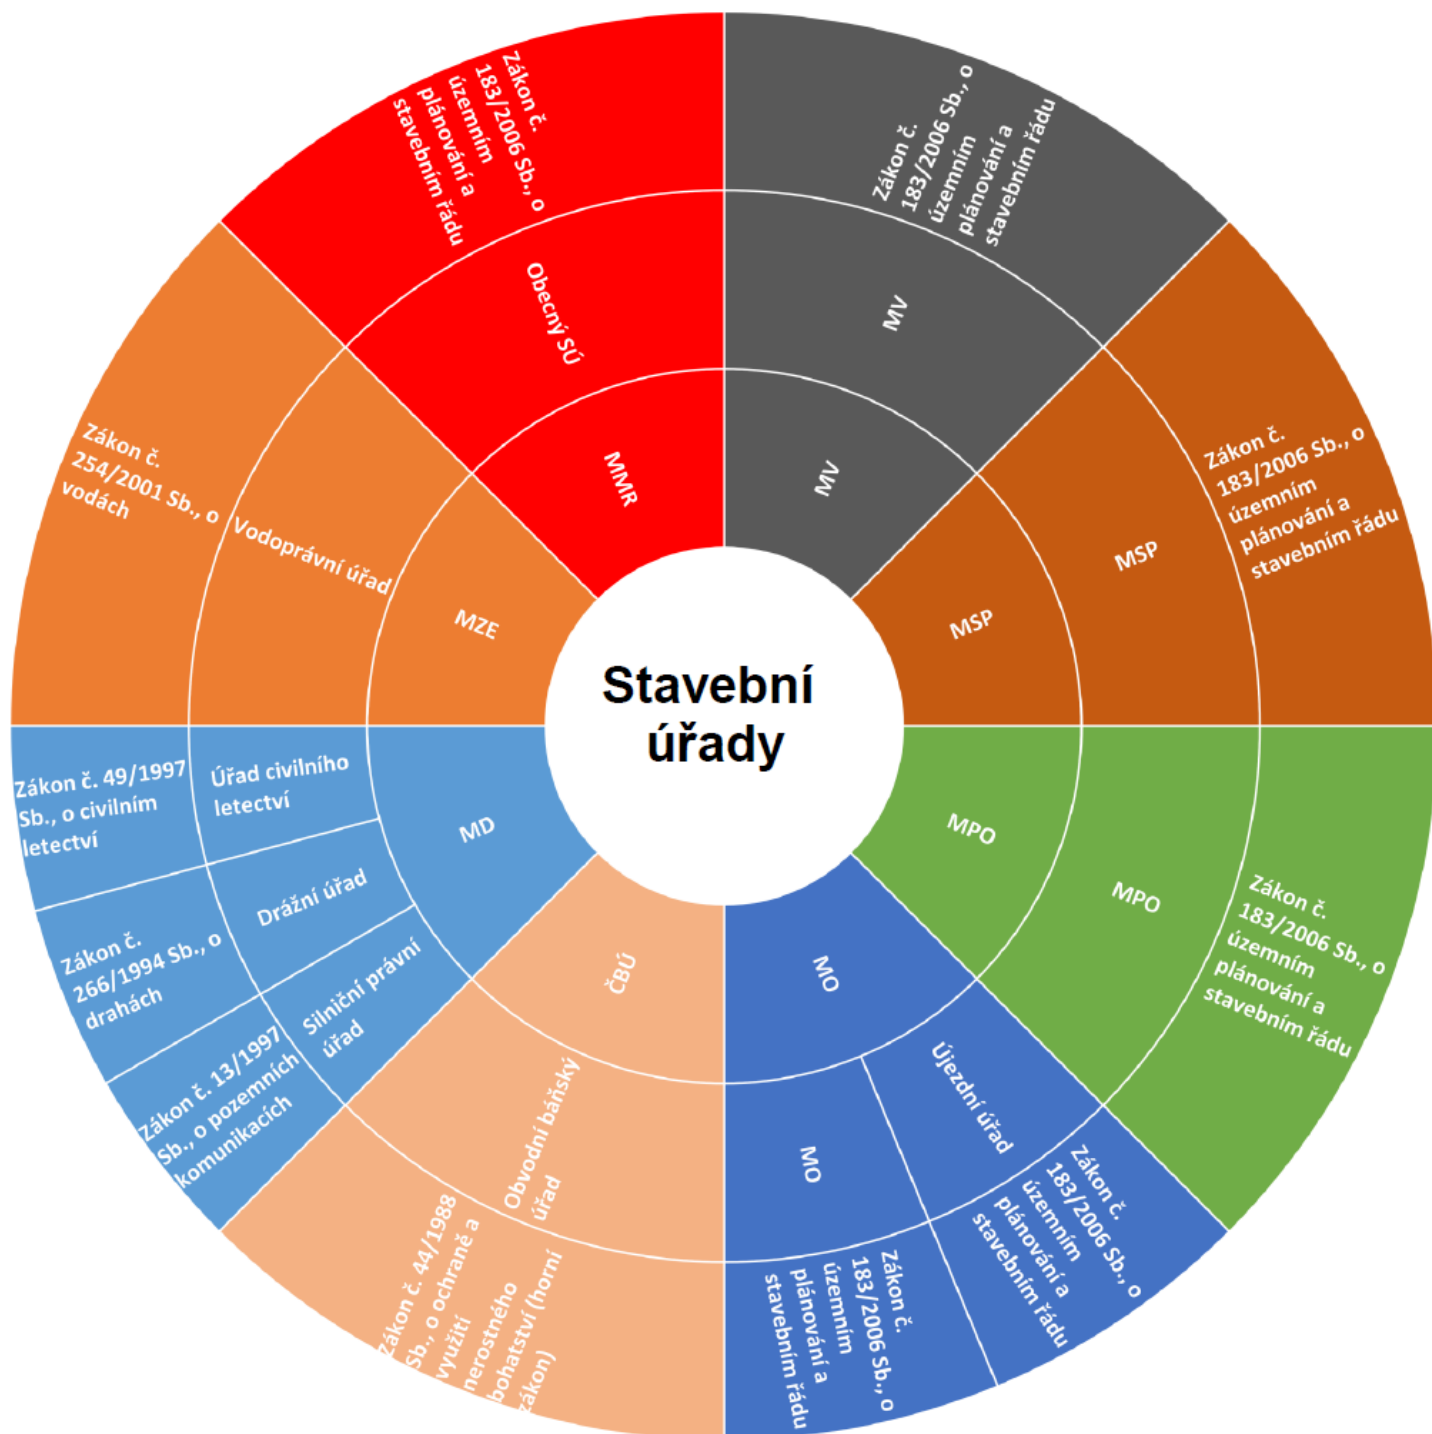 Stavební
úřady
MV
MV
Zákon č.
183/2006 Sb., o
územním
plánování a
stavebním řádu
MSP
MSP
Zákon č.
183/2006 Sb., o
územním
plánování a
stavebním řádu
MPO
MPO
Zákon č.
183/2006 Sb., o
územním
plánování a
stavebním řádu
MO
Újezdní úřad
Zákon č.
183/2006 Sb., o
územním
plánování a
stavebním řádu
MO
Zákon č.
183/2006 Sb., o
územním
plánování a
stavebním řádu
ČBÚ
Obvodní báňský
úřad
Zákon č. 44/1988
Sb., o ochraně a
využití
nerostného
bohatství (horní
zákon)
MD
Silniční právní
úřad
Zákon č. 13/1997
Sb., o pozemních
komunikacích
Drážní úřad
Zákon č.
266/1994 Sb., o
drahách
Úřad civilního
letectví
Zákon č. 49/1997
Sb., o civilním
letectví
MZE
Vodoprávní úřad
Zákon č.
254/2001 Sb., o
vodách
MMR
Obecný SÚ
Zákon č.
183/2006 Sb., o
územním
plánování a
stavebním řádu